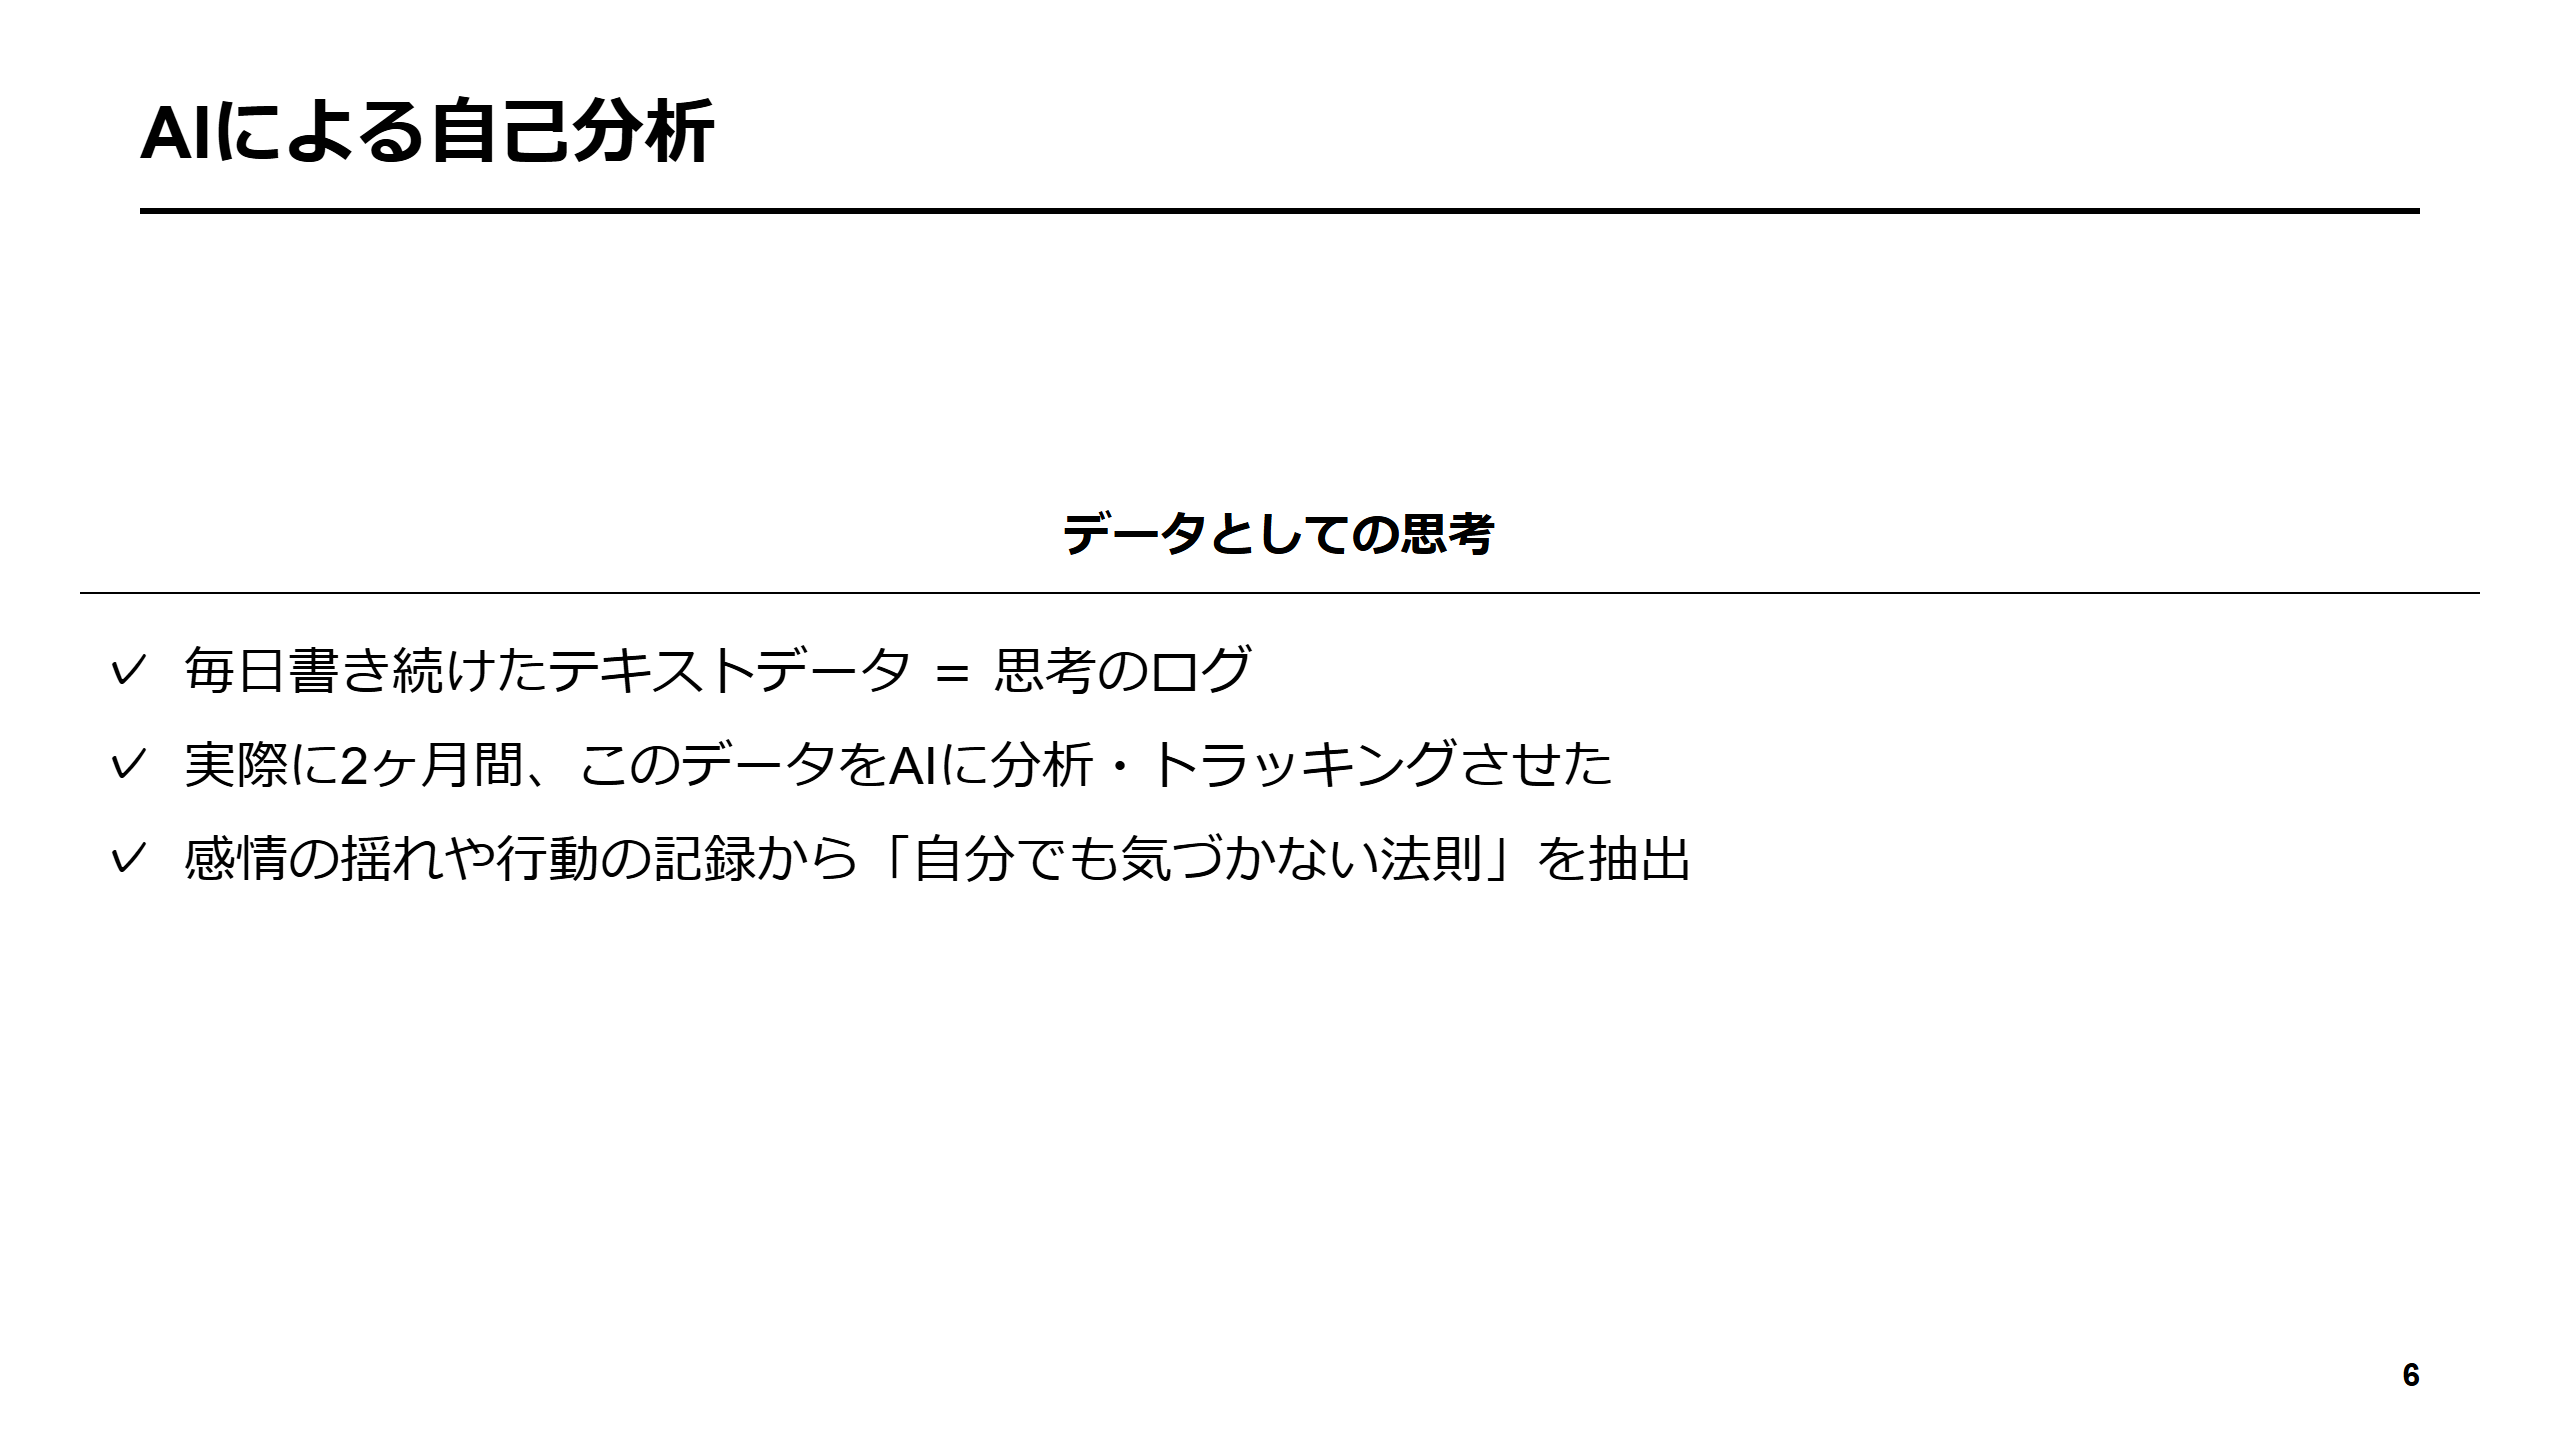 AIによる自己分析
データとしての思考
✓ 毎日書き続けたテキストデータ = 思考のログ
✓ 実際に2ヶ月間、このデータをAIに分析・トラッキングさせた
✓ 感情の揺れや行動の記録から「自分でも気づかない法則」を抽出
6